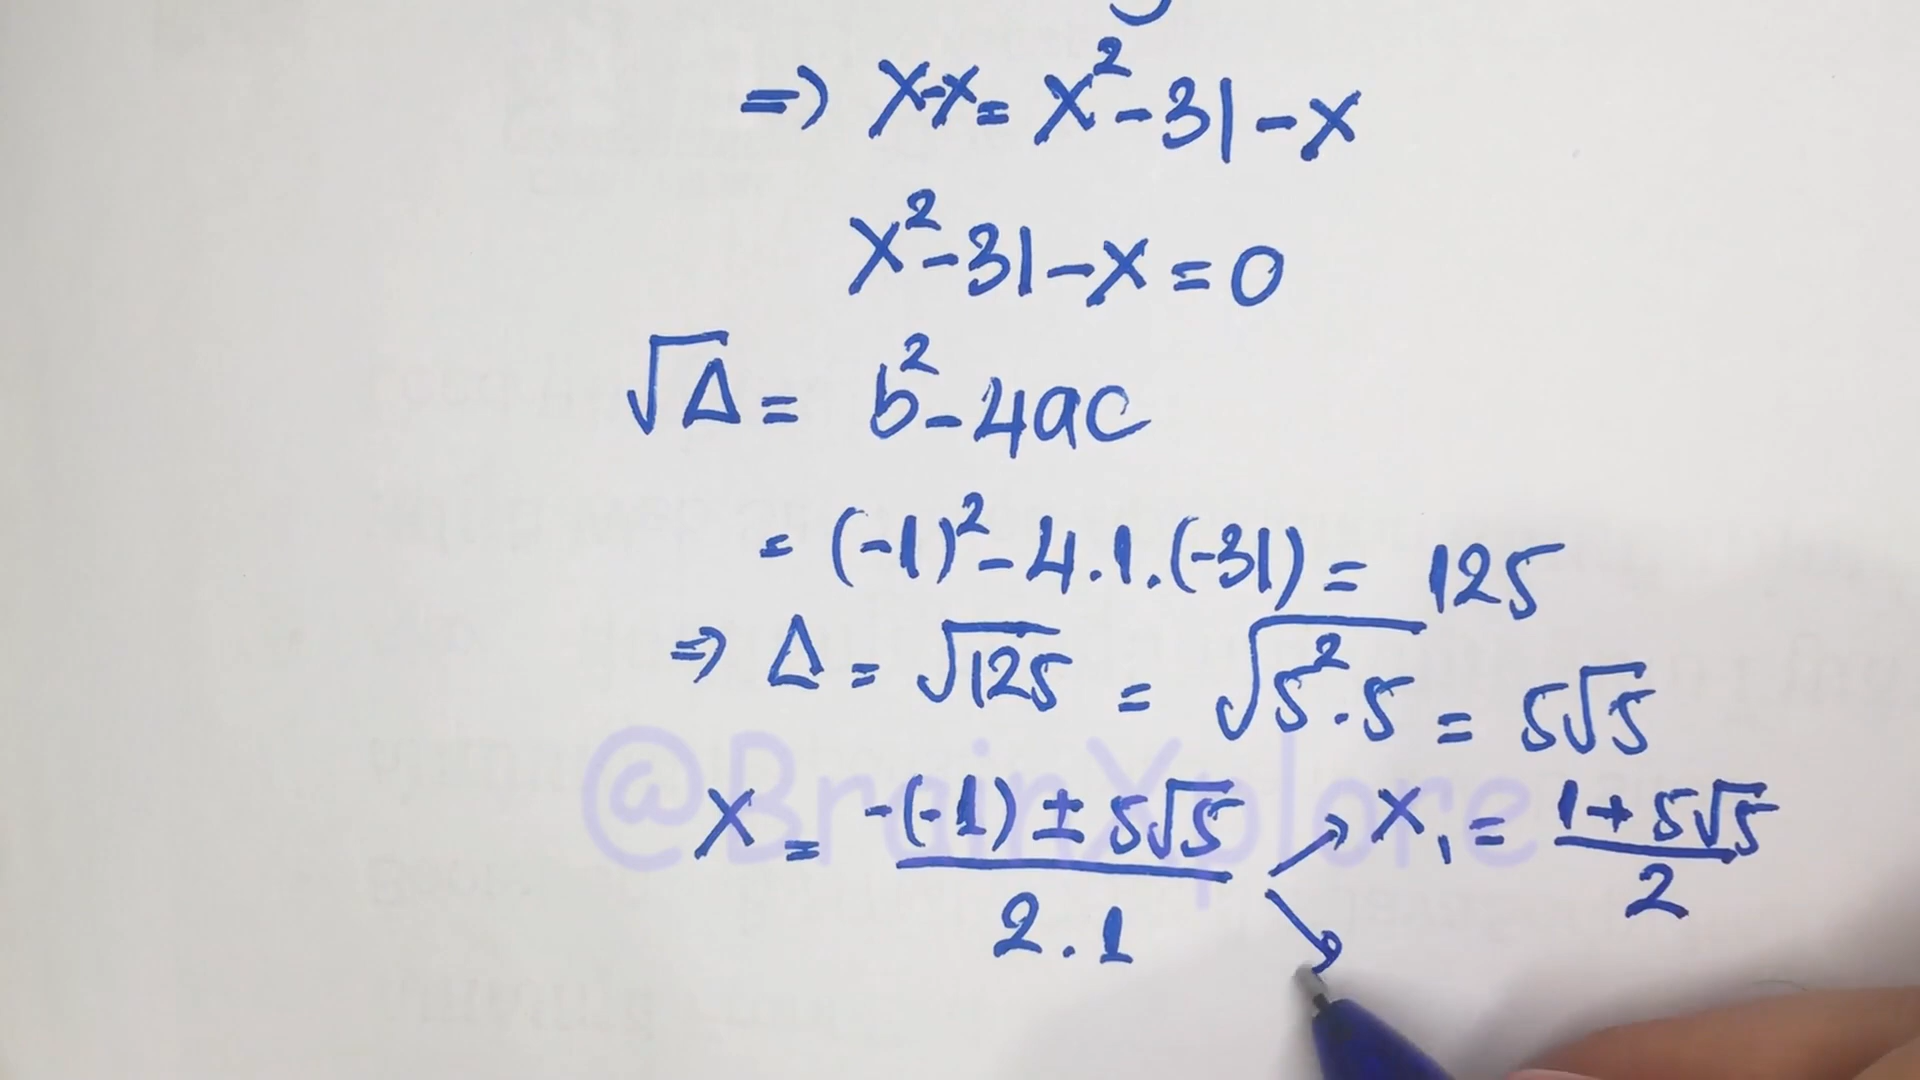 => x-x = x²-31-x
x²-31-x = 0
√Δ = b²-4ac
= (-1)²-4.1.(-31) = 125
=> Δ = √125 = √5².5 = 5√5
@BrainXplore
x = -(-1) ± 5√5 / 2.1 → x₁ = 1+5√5 / 2